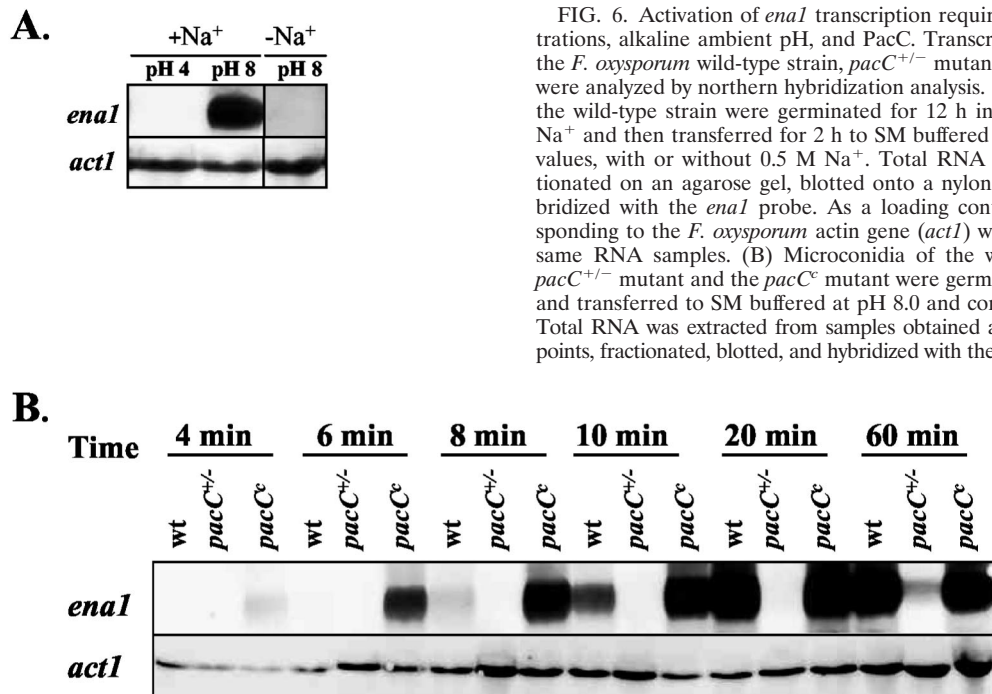 A.
+Na⁺ -Na⁺
pH 4 pH 8 pH 8
ena1
act1
FIG. 6. Activation of ena1 transcription requir
trations, alkaline ambient pH, and PacC. Transcr
the F. oxysporum wild-type strain, pacC⁺/⁻ mutant
were analyzed by northern hybridization analysis.
the wild-type strain were germinated for 12 h in
Na⁺ and then transferred for 2 h to SM buffered
values, with or without 0.5 M Na⁺. Total RNA
tionated on an agarose gel, blotted onto a nylon
bridized with the ena1 probe. As a loading cont
sponding to the F. oxysporum actin gene (act1) w
same RNA samples. (B) Microconidia of the w
pacC⁺/⁻ mutant and the pacCᶜ mutant were germ
and transferred to SM buffered at pH 8.0 and cor
Total RNA was extracted from samples obtained a
points, fractionated, blotted, and hybridized with the
B.
Time 4 min 6 min 8 min 10 min 20 min 60 min
wt pacC⁺/⁻ pacCᶜ wt pacC⁺/⁻ pacCᶜ wt pacC⁺/⁻ pacCᶜ wt pacC⁺/⁻ pacCᶜ wt pacC⁺/⁻ pacCᶜ wt pacC⁺/⁻ pacCᶜ
ena1
act1